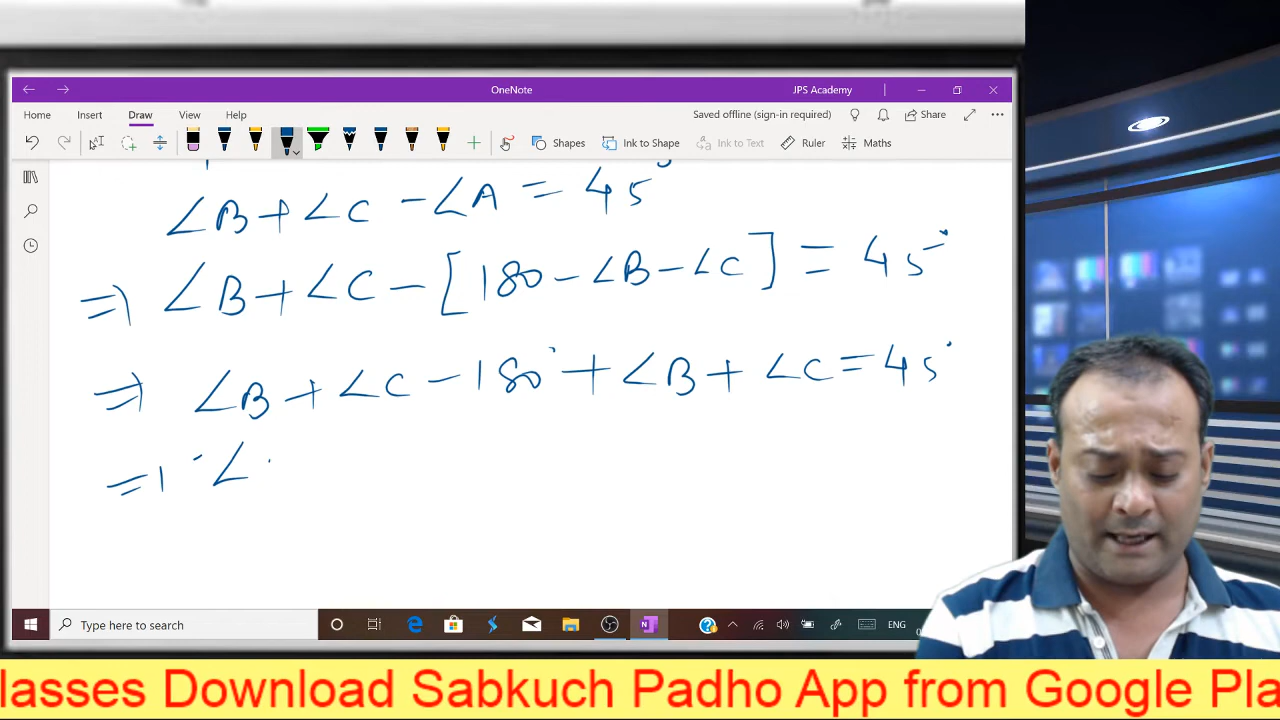 OneNote
JPS Academy
Home Insert Draw View Help
Saved offline (sign-in required)
Share
Shapes
Ink to Shape
Ink to Text
Ruler
Maths
∠B+∠C-∠A=45°
=) ∠B+∠C-[180-∠B-∠C]=45°
=) ∠B+∠C-180°+∠B+∠C=45°
=) ∠
Type here to search
ENG
lasses Download Sabkuch Padho App from Google Pla